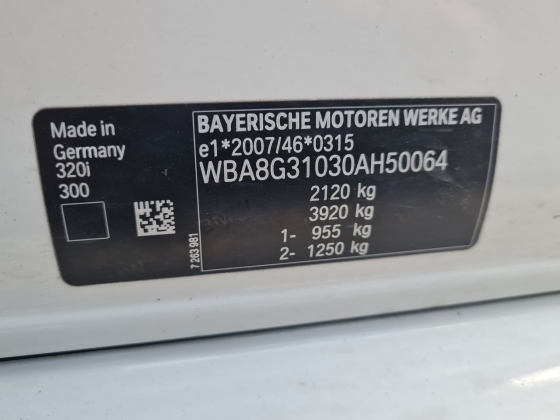 Made in
Germany
320i
300
BAYERISCHE MOTOREN WERKE AG
e1*2007/46*0315
WBA8G31030AH50064
2120 kg
3920 kg
1- 955 kg
2- 1250 kg
7 263 981